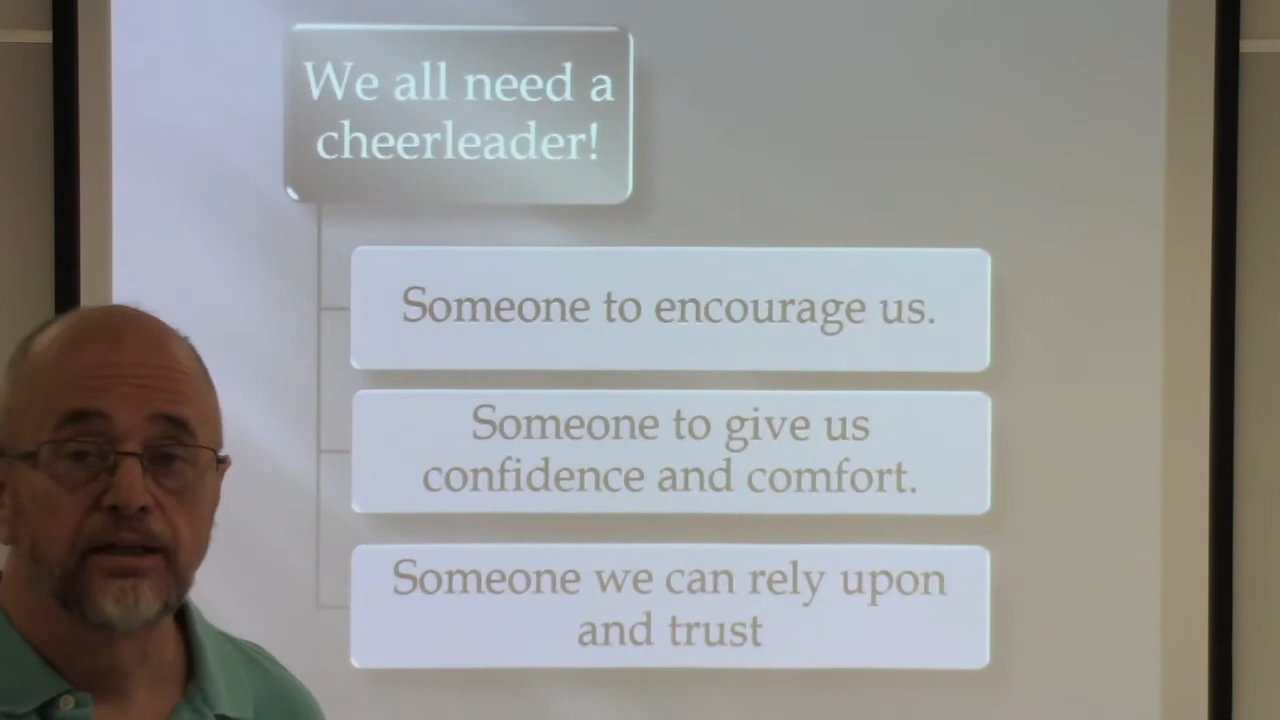 We all need a
cheerleader!
Someone to encourage us.
Someone to give us
confidence and comfort.
Someone we can rely upon
and trust